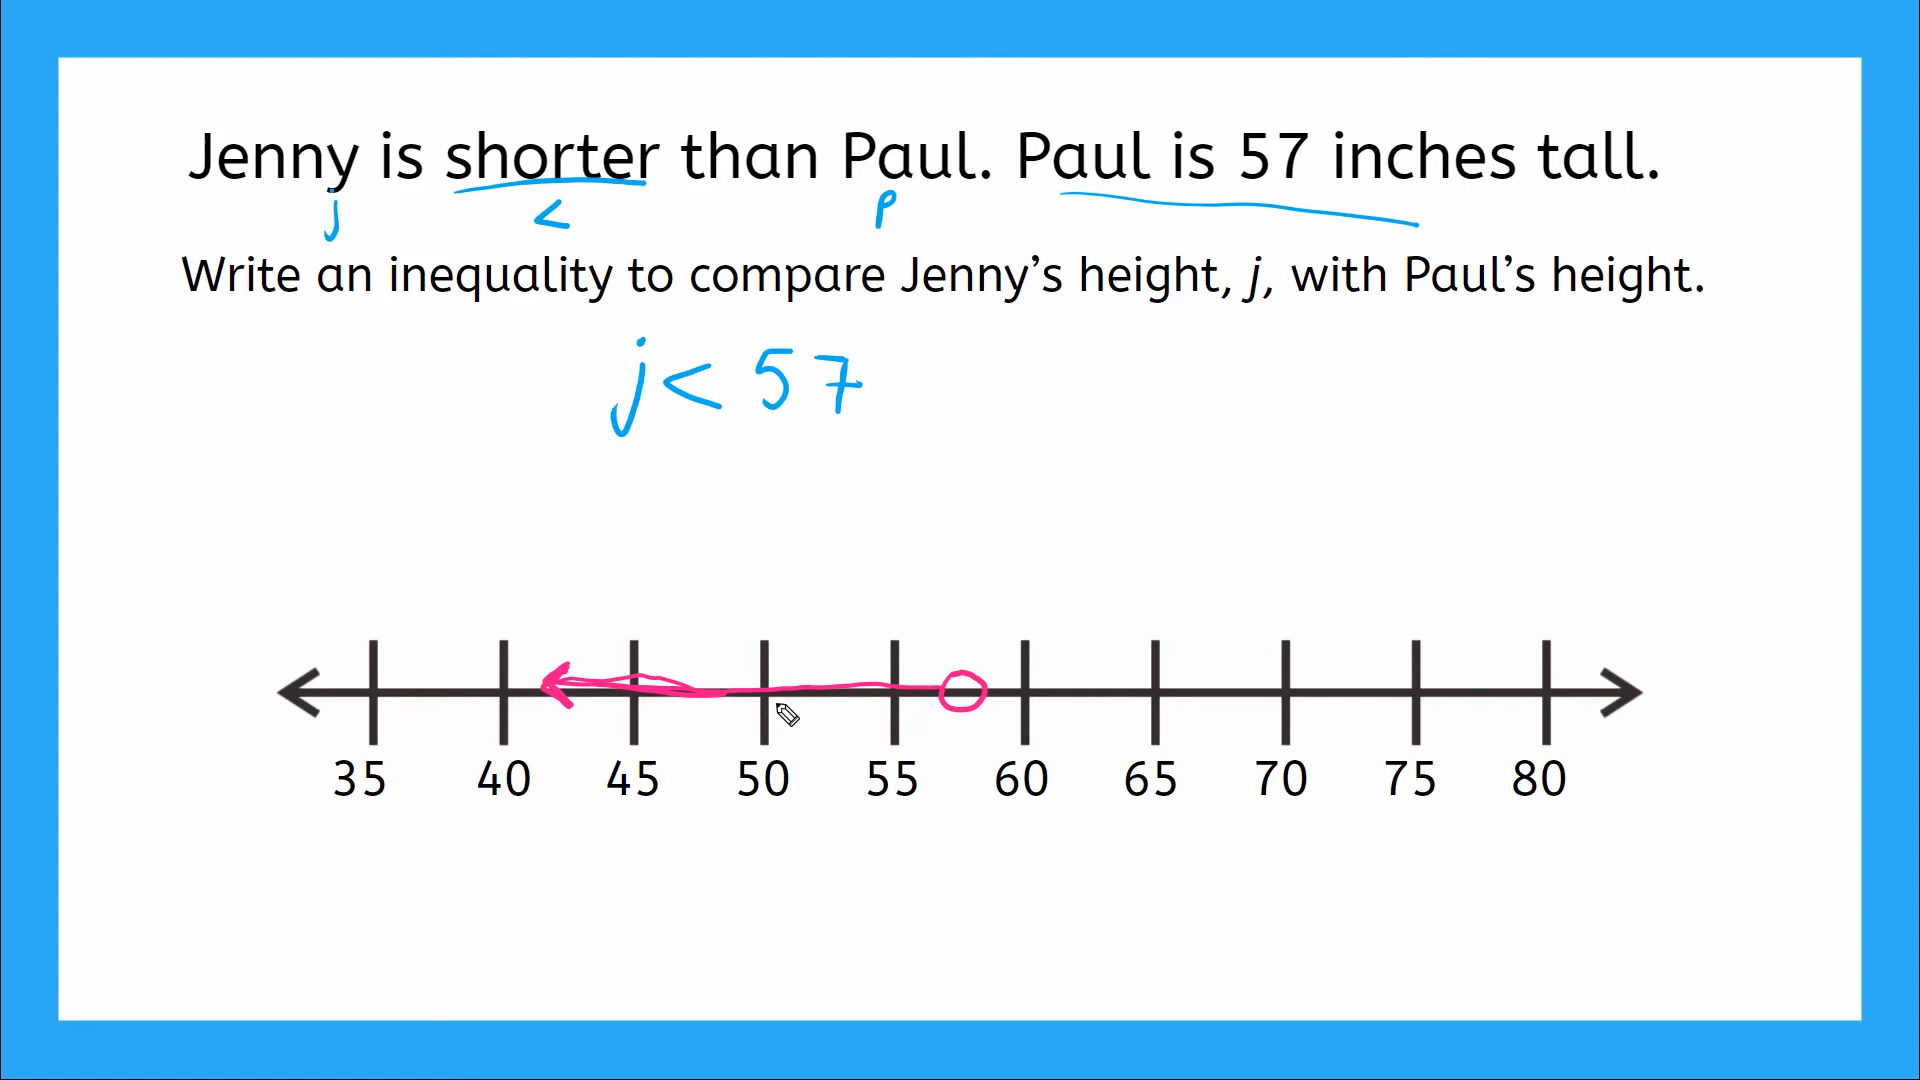 Jenny is shorter than Paul. Paul is 57 inches tall.
j < p
Write an inequality to compare Jenny’s height, j, with Paul’s height.
j < 57
35 40 45 50 55 60 65 70 75 80